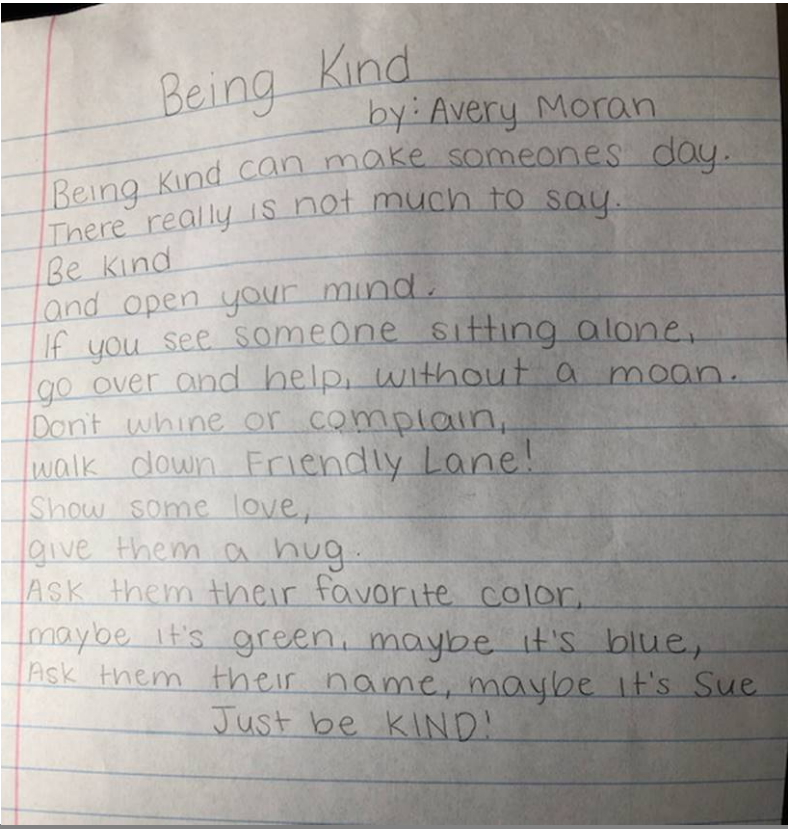 Being Kind
by: Avery Moran
Being Kind can make someones day.
There really is not much to say.
Be kind
and open your mind.
If you see someone sitting alone,
go over and help, without a moan.
Don't whine or complain,
walk down Friendly Lane!
Show some love,
give them a hug.
Ask them their favorite color,
maybe it's green, maybe it's blue,
Ask them their name, maybe it's Sue
Just be KIND!